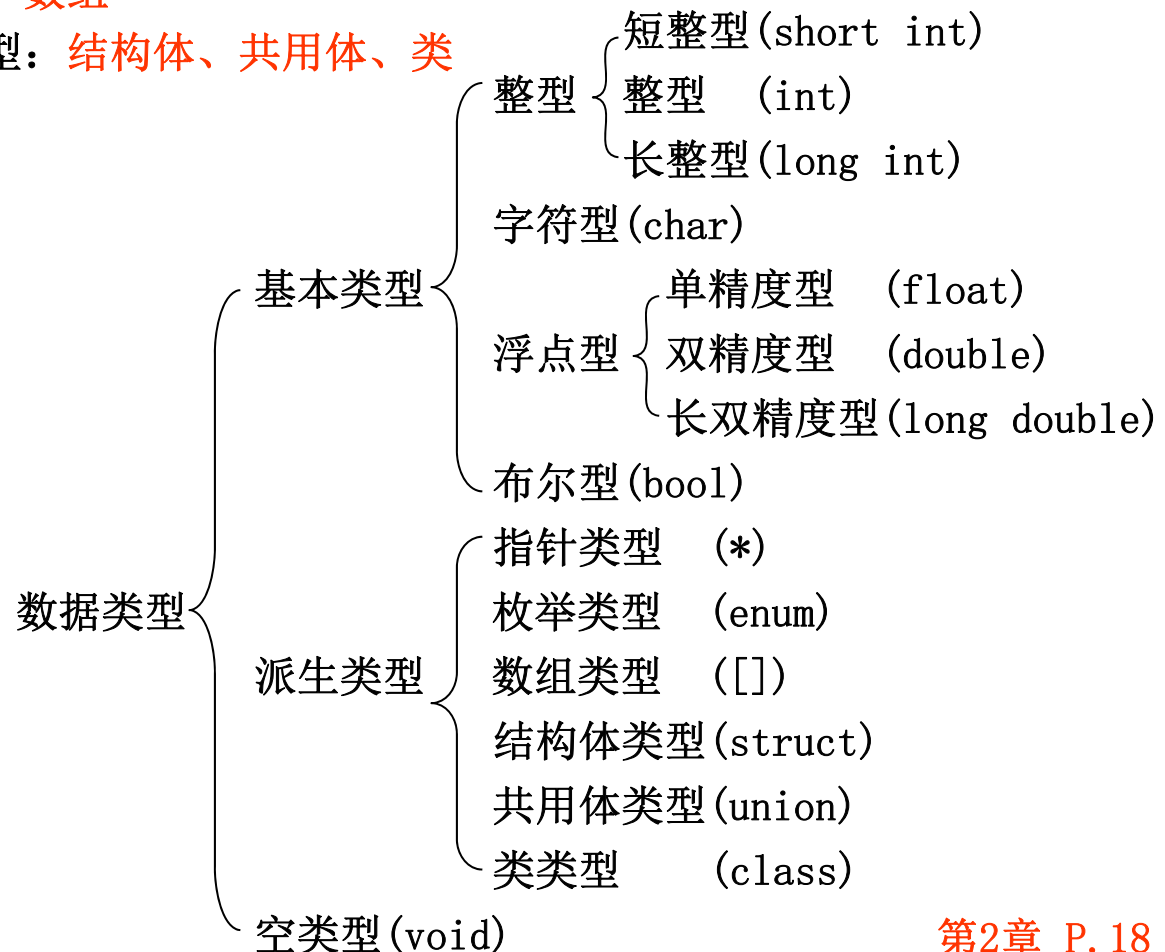 数组
型：结构体、共用体、类
短整型(short int)
整型 整型 (int)
长整型(long int)
字符型(char)
基本类型 单精度型 (float)
浮点型 双精度型 (double)
长双精度型(long double)
布尔型(bool)
指针类型 (*)
数据类型 枚举类型 (enum)
派生类型 数组类型 ([])
结构体类型(struct)
共用体类型(union)
类类型 (class)
空类型(void)
第2章 P.18